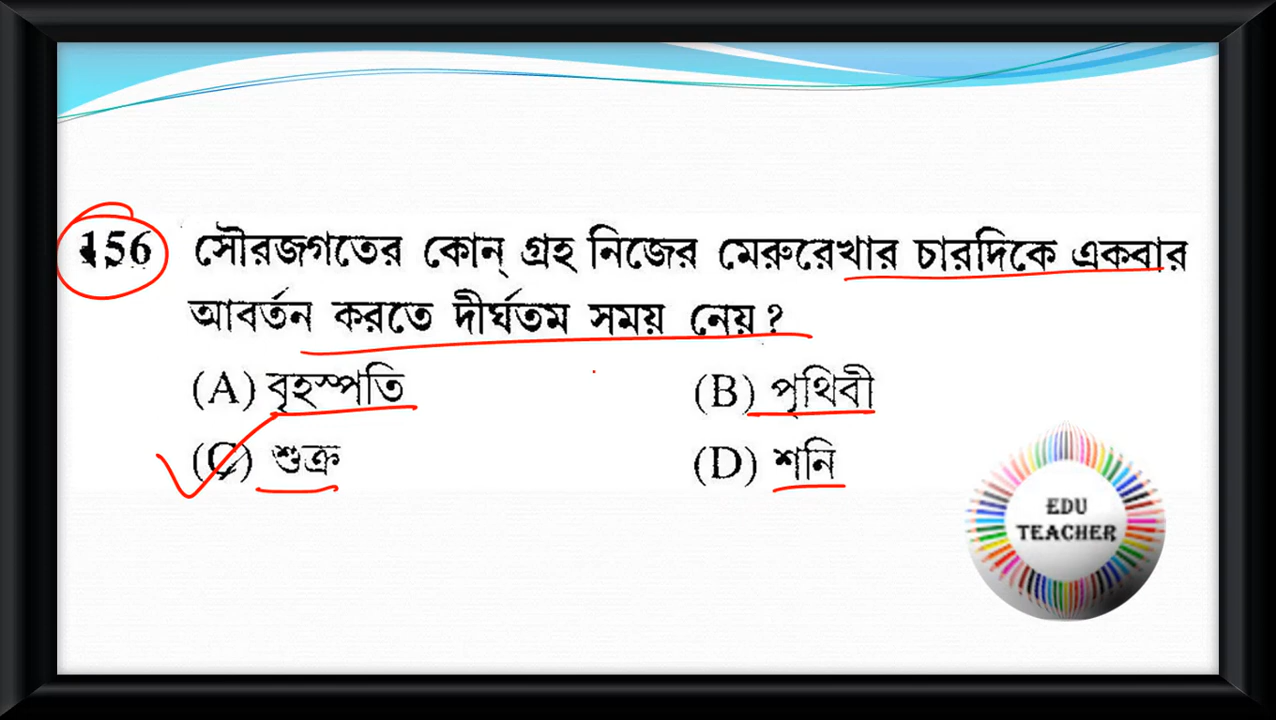 156 সৌরজগতের কোন্ গ্রহ নিজের মেরুরেখার চারদিকে একবার
আবর্তন করতে দীর্ঘতম সময় নেয় ?
(A) বৃহস্পতি (B) পৃথিবী
(C) শুক্র (D) শনি
EDU
TEACHER